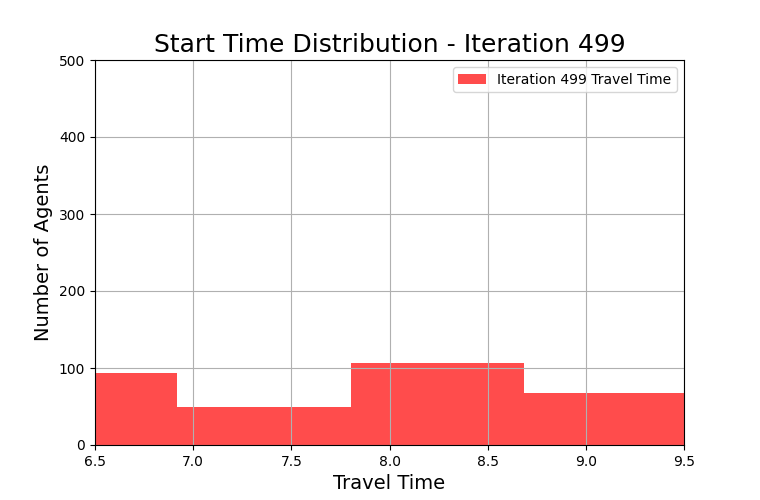 Start Time Distribution - Iteration 499
500
400
300
200
100
0
Number of Agents
Iteration 499 Travel Time
6.5 7.0 7.5 8.0 8.5 9.0 9.5
Travel Time